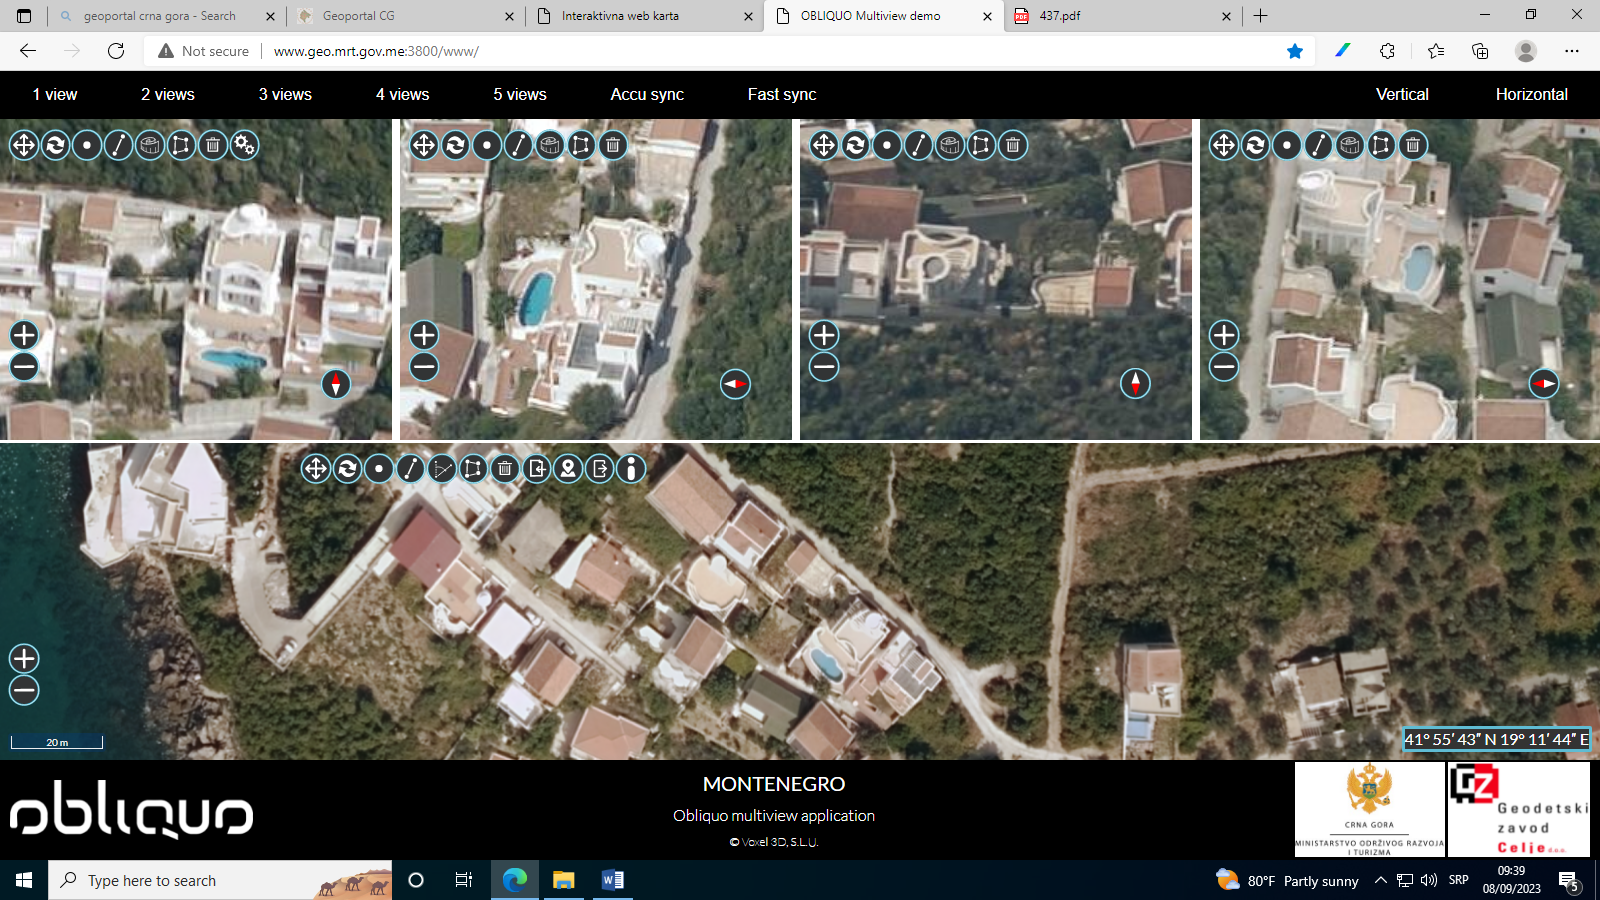 geoportal crna gora - Search
Geoportal CG
Interaktivna web karta
OBLIQUO Multiview demo
PDF
437.pdf
Not secure
www.geo.mrt.gov.me:3800/www/
1 view
2 views
3 views
4 views
5 views
Accu sync
Fast sync
Vertical
Horizontal
20 m
41° 55′ 43″ N 19° 11′ 44″ E
obliquo
MONTENEGRO
Obliquo multiview application
© Voxel 3D, S.L.U.
CRNA GORA
MINISTARSTVO ODRŽIVOG RAZVOJA
I TURIZMA
GZ
Geodetski
zavod
Celje d.o.o.
Type here to search
80°F Partly sunny
SRP
09:39
08/09/2023
5